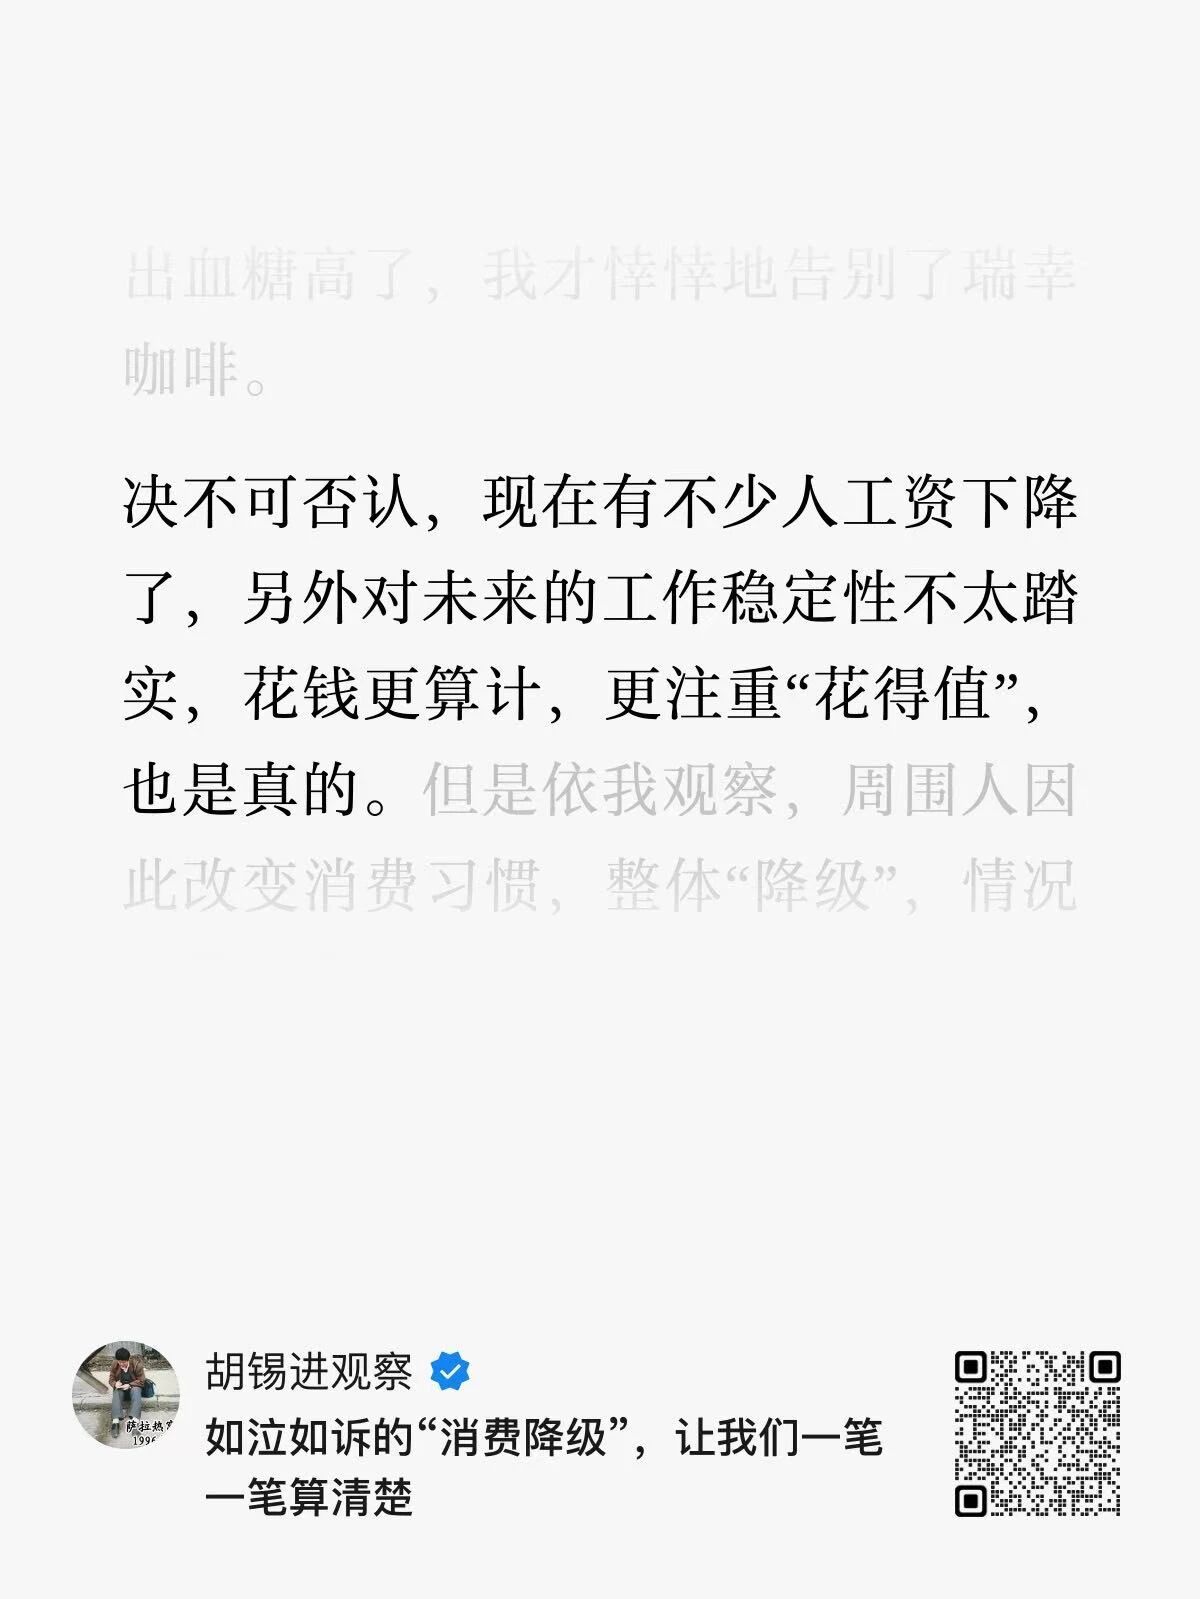 出血糖高了，我才悻悻地告别了瑞幸
咖啡。
决不可否认，现在有不少人工资下降
了，另外对未来的工作稳定性不太踏
实，花钱更算计，更注重“花得值”，
也是真的。但是依我观察，周围人因
此改变消费习惯，整体“降级”，情况
胡锡进观察
如泣如诉的“消费降级”，让我们一笔
一笔算清楚
萨拉热
1996